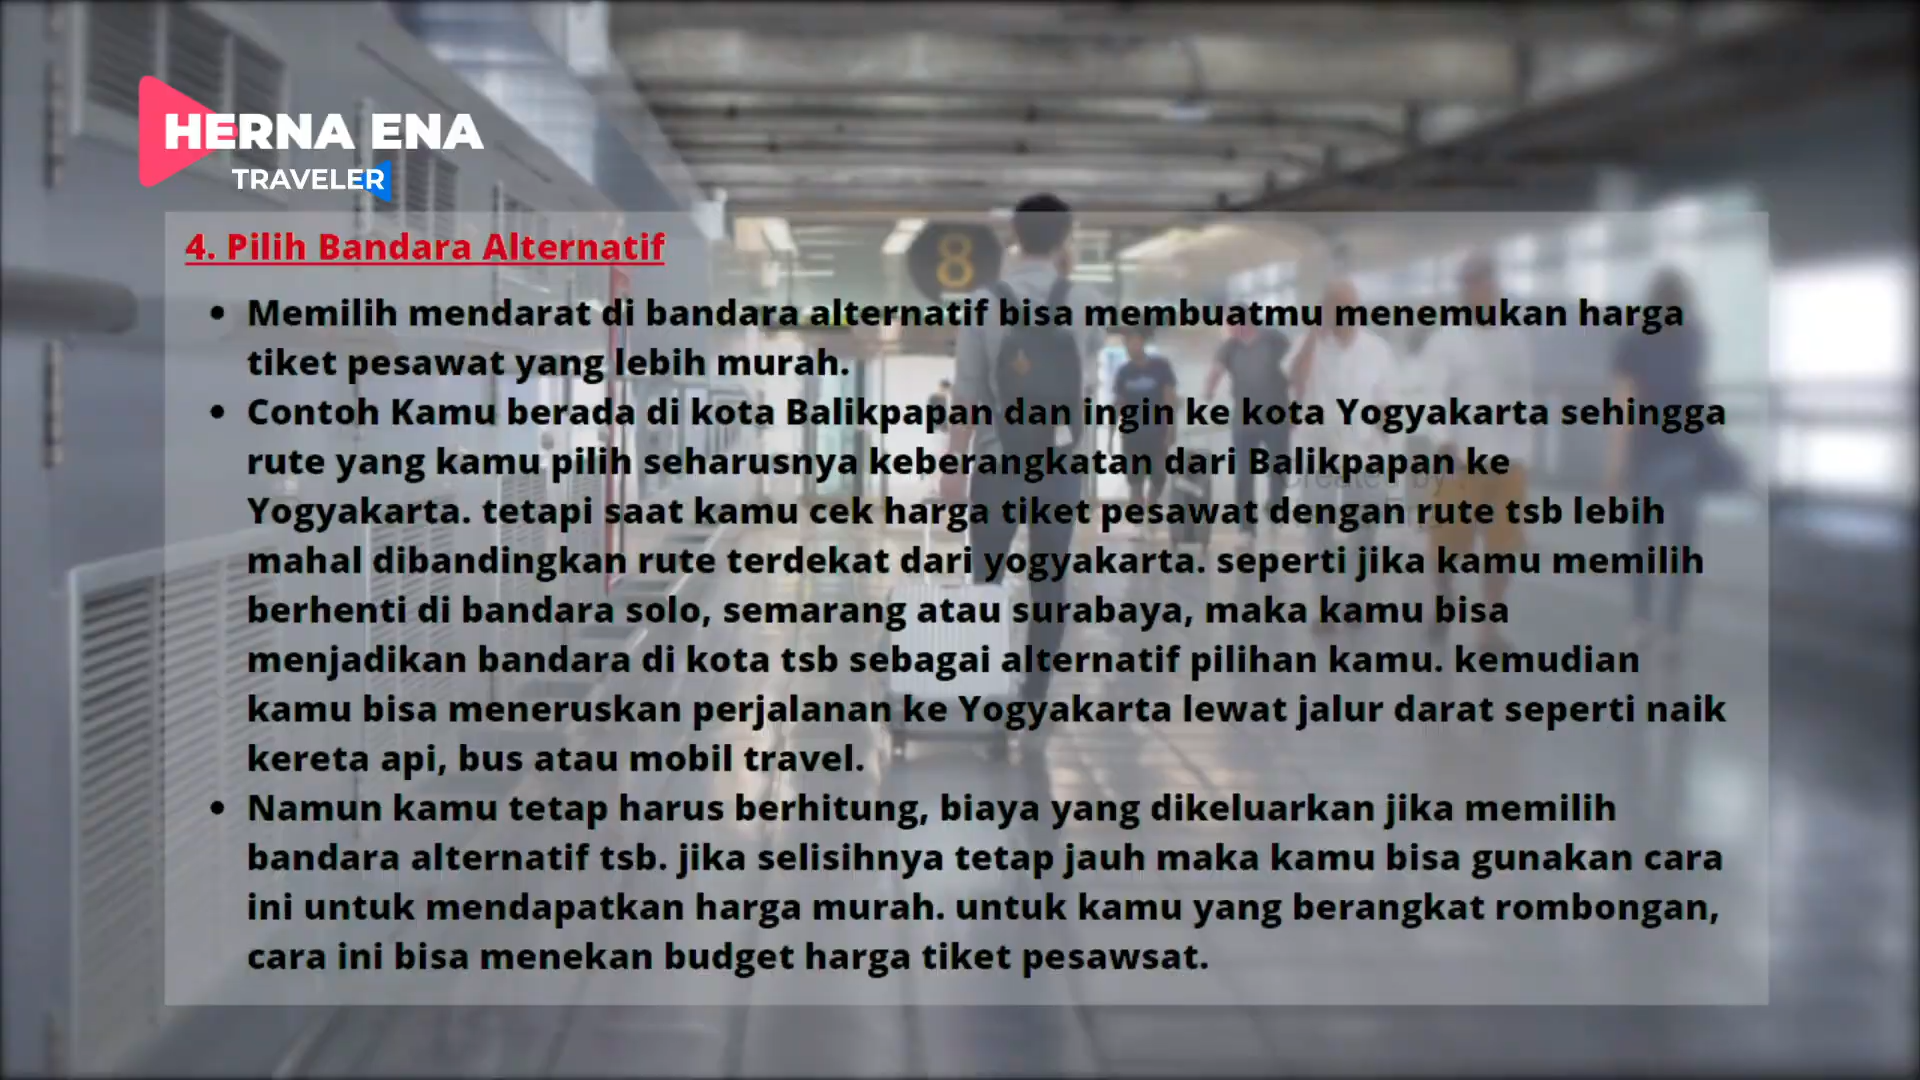 HERNA ENA
TRAVELER
4. Pilih Bandara Alternatif
8
• Memilih mendarat di bandara alternatif bisa membuatmu menemukan harga
tiket pesawat yang lebih murah.
• Contoh Kamu berada di kota Balikpapan dan ingin ke kota Yogyakarta sehingga
rute yang kamu pilih seharusnya keberangkatan dari Balikpapan ke
Created by
Yogyakarta. tetapi saat kamu cek harga tiket pesawat dengan rute tsb lebih
mahal dibandingkan rute terdekat dari yogyakarta. seperti jika kamu memilih
berhenti di bandara solo, semarang atau surabaya, maka kamu bisa
menjadikan bandara di kota tsb sebagai alternatif pilihan kamu. kemudian
kamu bisa meneruskan perjalanan ke Yogyakarta lewat jalur darat seperti naik
kereta api, bus atau mobil travel.
• Namun kamu tetap harus berhitung, biaya yang dikeluarkan jika memilih
bandara alternatif tsb. jika selisihnya tetap jauh maka kamu bisa gunakan cara
ini untuk mendapatkan harga murah. untuk kamu yang berangkat rombongan,
cara ini bisa menekan budget harga tiket pesawsat.